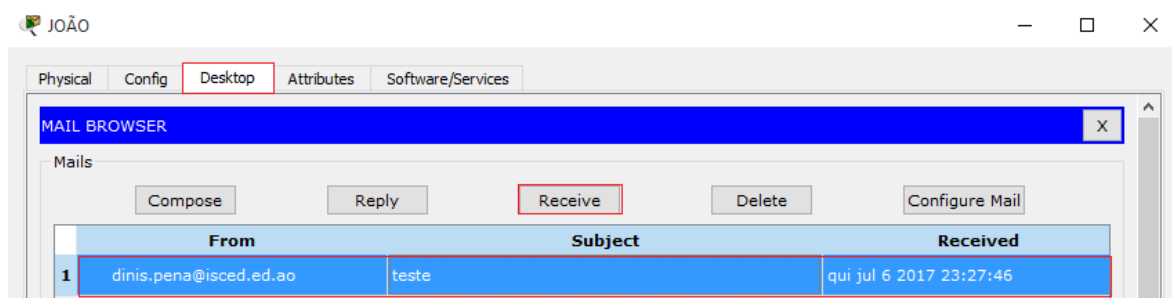 JOÃO
Physical Config Desktop Attributes Software/Services
MAIL BROWSER X
Mails
Compose Reply Receive Delete Configure Mail
From Subject Received
1 dinis.pena@isced.ed.ao teste qui jul 6 2017 23:27:46